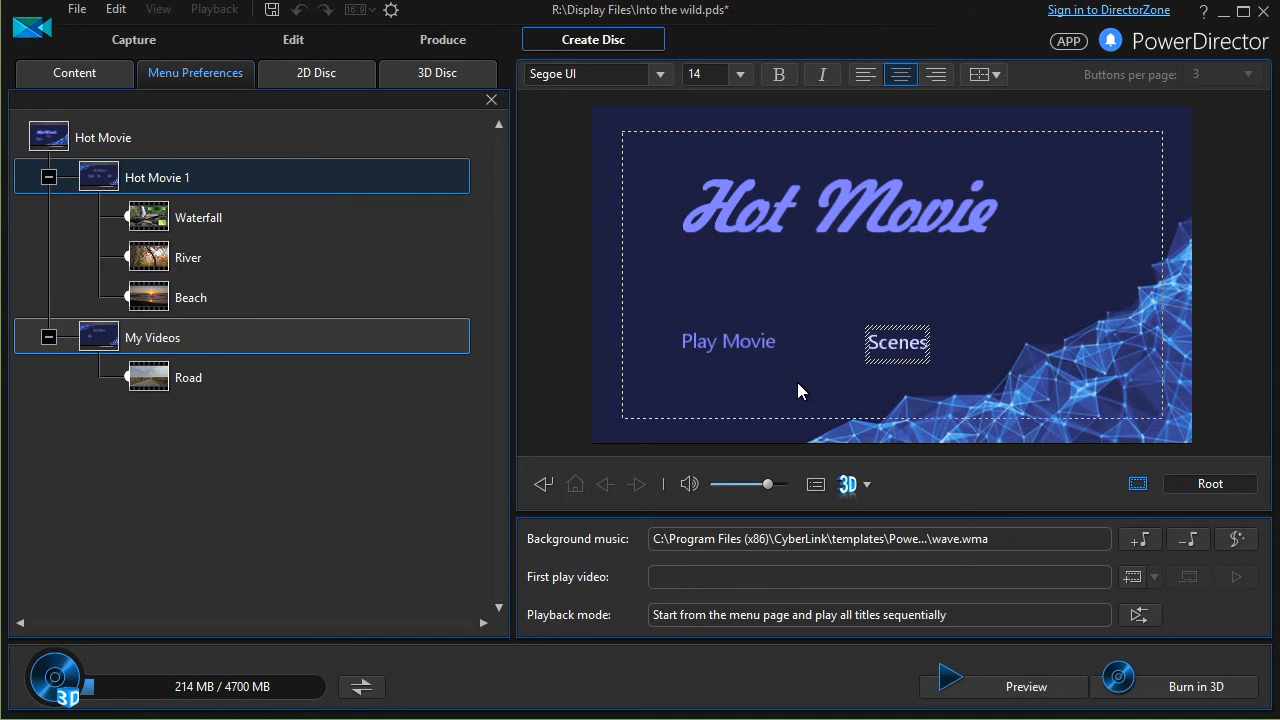 File Edit View Playback 16:9 R:\Display Files\Into the wild.pds* Sign in to DirectorZone ?
Capture Edit Produce Create Disc APP PowerDirector
Content Menu Preferences 2D Disc 3D Disc Segoe UI 14 B I Buttons per page: 3
Hot Movie
Hot Movie 1
Waterfall
River
Beach
My Videos
Road
Hot Movie
Play Movie Scenes
3D Root
Background music: C:\Program Files (x86)\CyberLink\templates\Powe...\wave.wma
First play video:
Playback mode: Start from the menu page and play all titles sequentially
3D 214 MB / 4700 MB Preview Burn in 3D